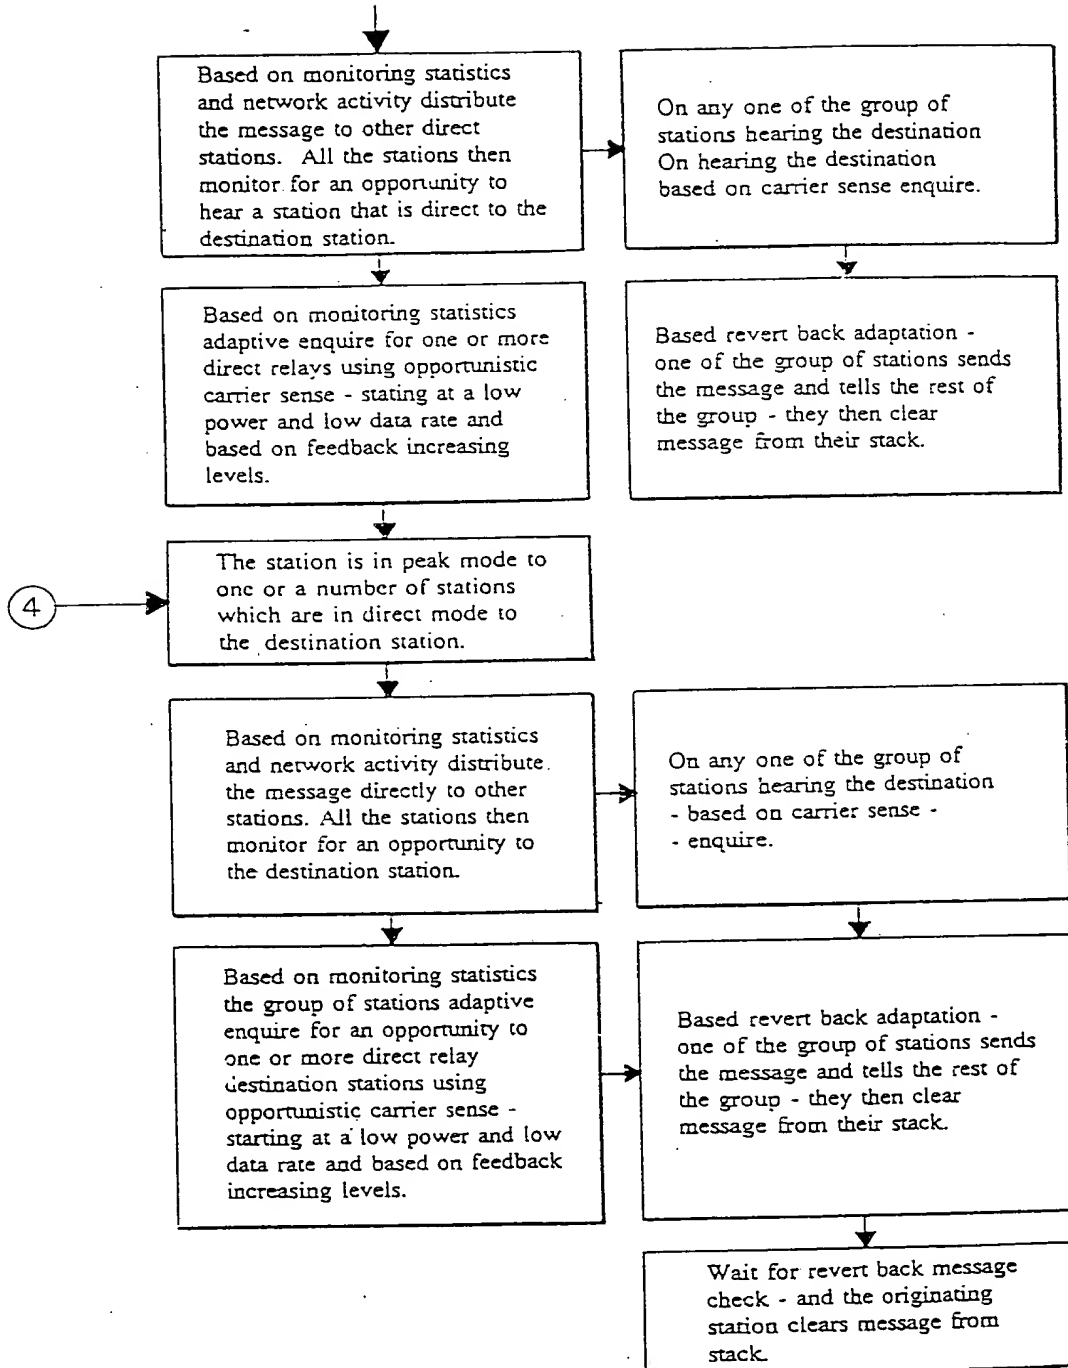 Based on monitoring statistics
and network activity distribute
the message to other direct
stations. All the stations then
monitor for an opportunity to
hear a station that is direct to the
destination station.
On any one of the group of
stations hearing the destination
On hearing the destination
based on carrier sense enquire.
Based on monitoring statistics
adaptive enquire for one or more
direct relays using opportunistic
carrier sense - stating at a low
power and low data rate and
based on feedback increasing
levels.
Based revert back adaptation -
one of the group of stations sends
the message and tells the rest of
the group - they then clear
message from their stack.
4
The station is in peak mode to
one or a number of stations
which are in direct mode to
the destination station.
Based on monitoring statistics
and network activity distribute
the message directly to other
stations. All the stations then
monitor for an opportunity to
the destination station.
On any one of the group of
stations hearing the destination
- based on carrier sense -
- enquire.
Based on monitoring statistics
the group of stations adaptive
enquire for an opportunity to
one or more direct relay
destination stations using
opportunistic carrier sense -
starting at a low power and low
data rate and based on feedback
increasing levels.
Based revert back adaptation -
one of the group of stations sends
the message and tells the rest of
the group - they then clear
message from their stack.
Wait for revert back message
check - and the originating
station clears message from
stack.